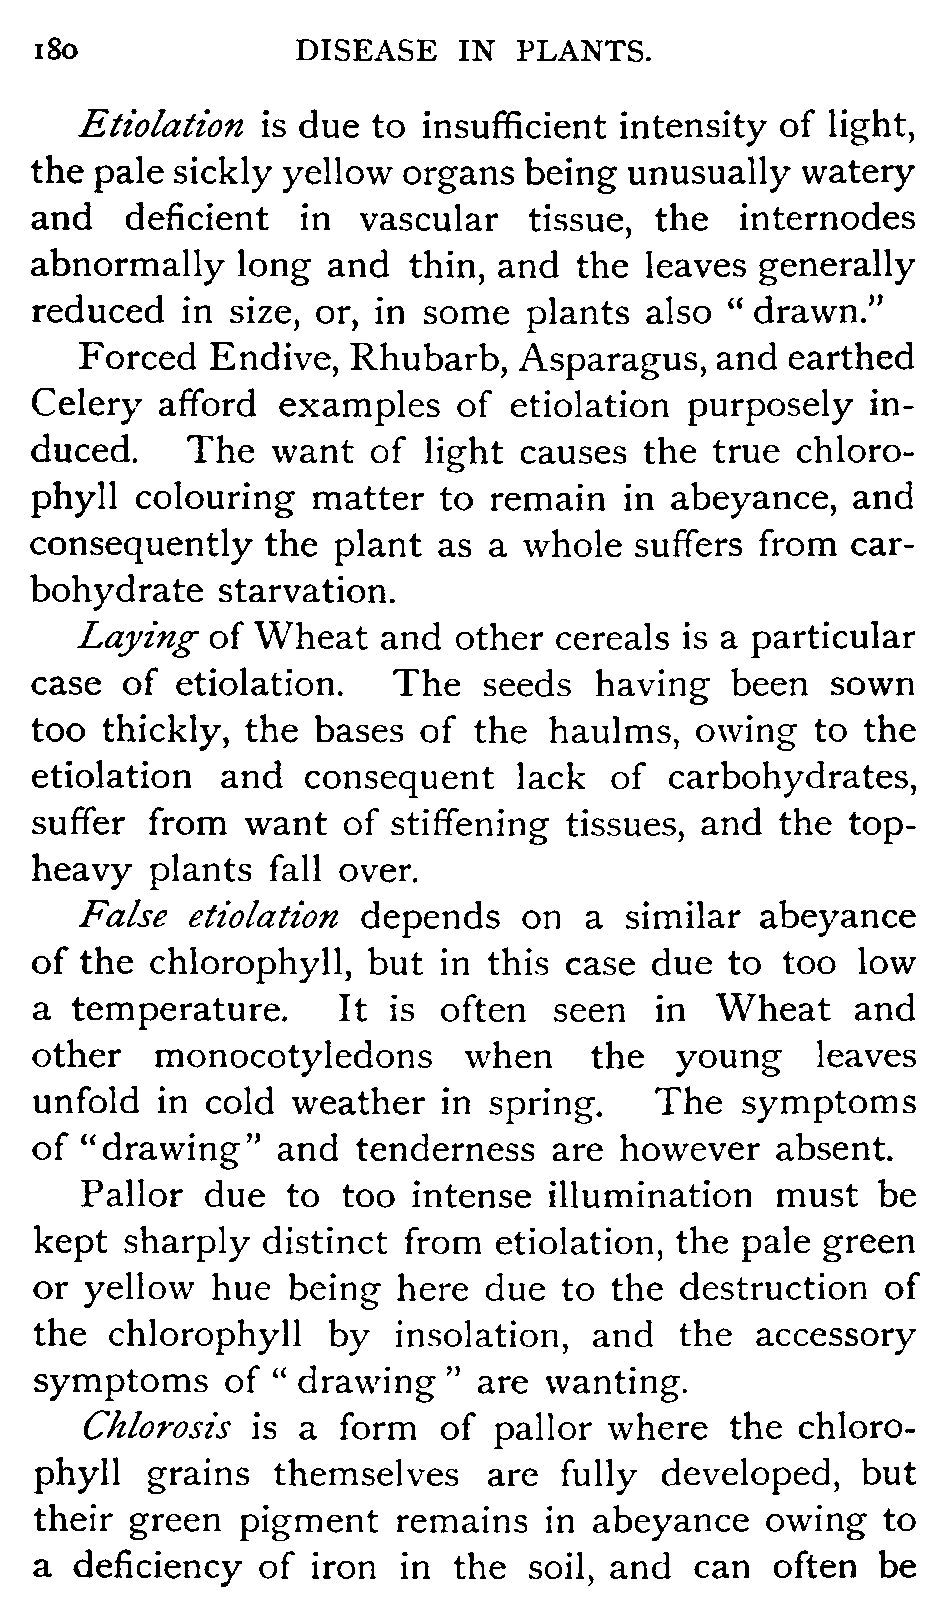 180 DISEASE IN PLANTS.
Etiolation is due to insufficient intensity of light,
the pale sickly yellow organs being unusually watery
and deficient in vascular tissue, the internodes
abnormally long and thin, and the leaves generally
reduced in size, or, in some plants also “ drawn.”
Forced Endive, Rhubarb, Asparagus, and earthed
Celery afford examples of etiolation purposely in-
duced. The want of light causes the true chloro-
phyll colouring matter to remain in abeyance, and
consequently the plant as a whole suffers from car-
bohydrate starvation.
Laying of Wheat and other cereals is a particular
case of etiolation. The seeds having been sown
too thickly, the bases of the haulms, owing to the
etiolation and consequent lack of carbohydrates,
suffer from want of stiffening tissues, and the top-
heavy plants fall over.
False etiolation depends on a similar abeyance
of the chlorophyll, but in this case due to too low
a temperature. It is often seen in Wheat and
other monocotyledons when the young leaves
unfold in cold weather in spring. The symptoms
of “drawing” and tenderness are however absent.
Pallor due to too intense illumination must be
kept sharply distinct from etiolation, the pale green
or yellow hue being here due to the destruction of
the chlorophyll by insolation, and the accessory
symptoms of “ drawing ” are wanting.
Chlorosis is a form of pallor where the chloro-
phyll grains themselves are fully developed, but
their green pigment remains in abeyance owing to
a deficiency of iron in the soil, and can often be